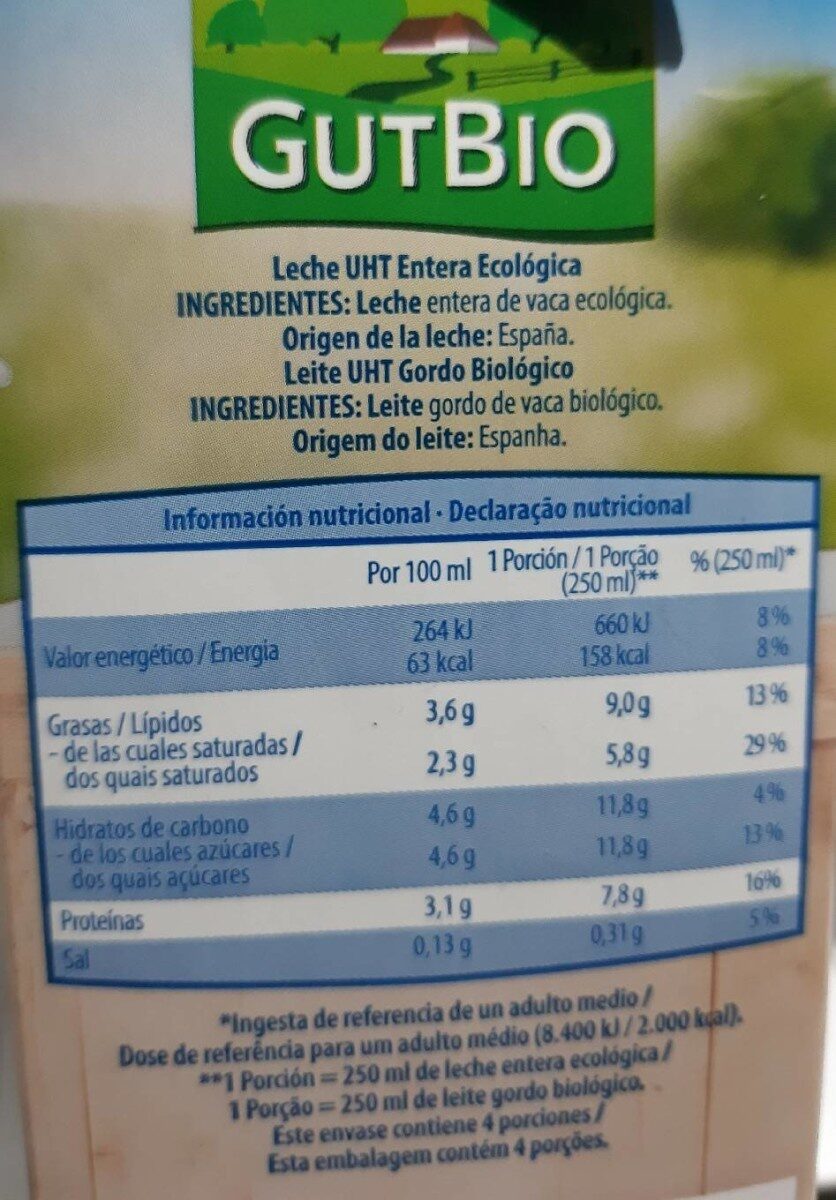 GUTBIO
Leche UHT Entera Ecológica
INGREDIENTES: Leche entera de vaca ecológica.
Origen de la leche: España.
Leite UHT Gordo Biológico
INGREDIENTES: Leite gordo de vaca biológico.
Origem do leite: Espanha.
Información nutricional · Declaração nutricional
Por 100 ml 1 Porción / 1 Porção % (250 ml)*
(250 ml)**
Valor energético / Energia 264 kJ 660 kJ 8%
63 kcal 158 kcal 8%
Grasas / Lípidos 3,6 g 9,0 g 13%
- de las cuales saturadas / 2,3 g 5,8 g 29%
dos quais saturados
Hidratos de carbono 4,6 g 11,8 g 4%
- de los cuales azúcares / 4,6 g 11,8 g 13%
dos quais açúcares
Proteínas 3,1 g 7,8 g 16%
Sal 0,13 g 0,31 g 5%
*Ingesta de referencia de un adulto medio /
Dose de referência para um adulto médio (8.400 kJ / 2.000 kcal).
**1 Porción = 250 ml de leche entera ecológica /
1 Porção = 250 ml de leite gordo biológico.
Este envase contiene 4 porciones /
Esta embalagem contém 4 porções.